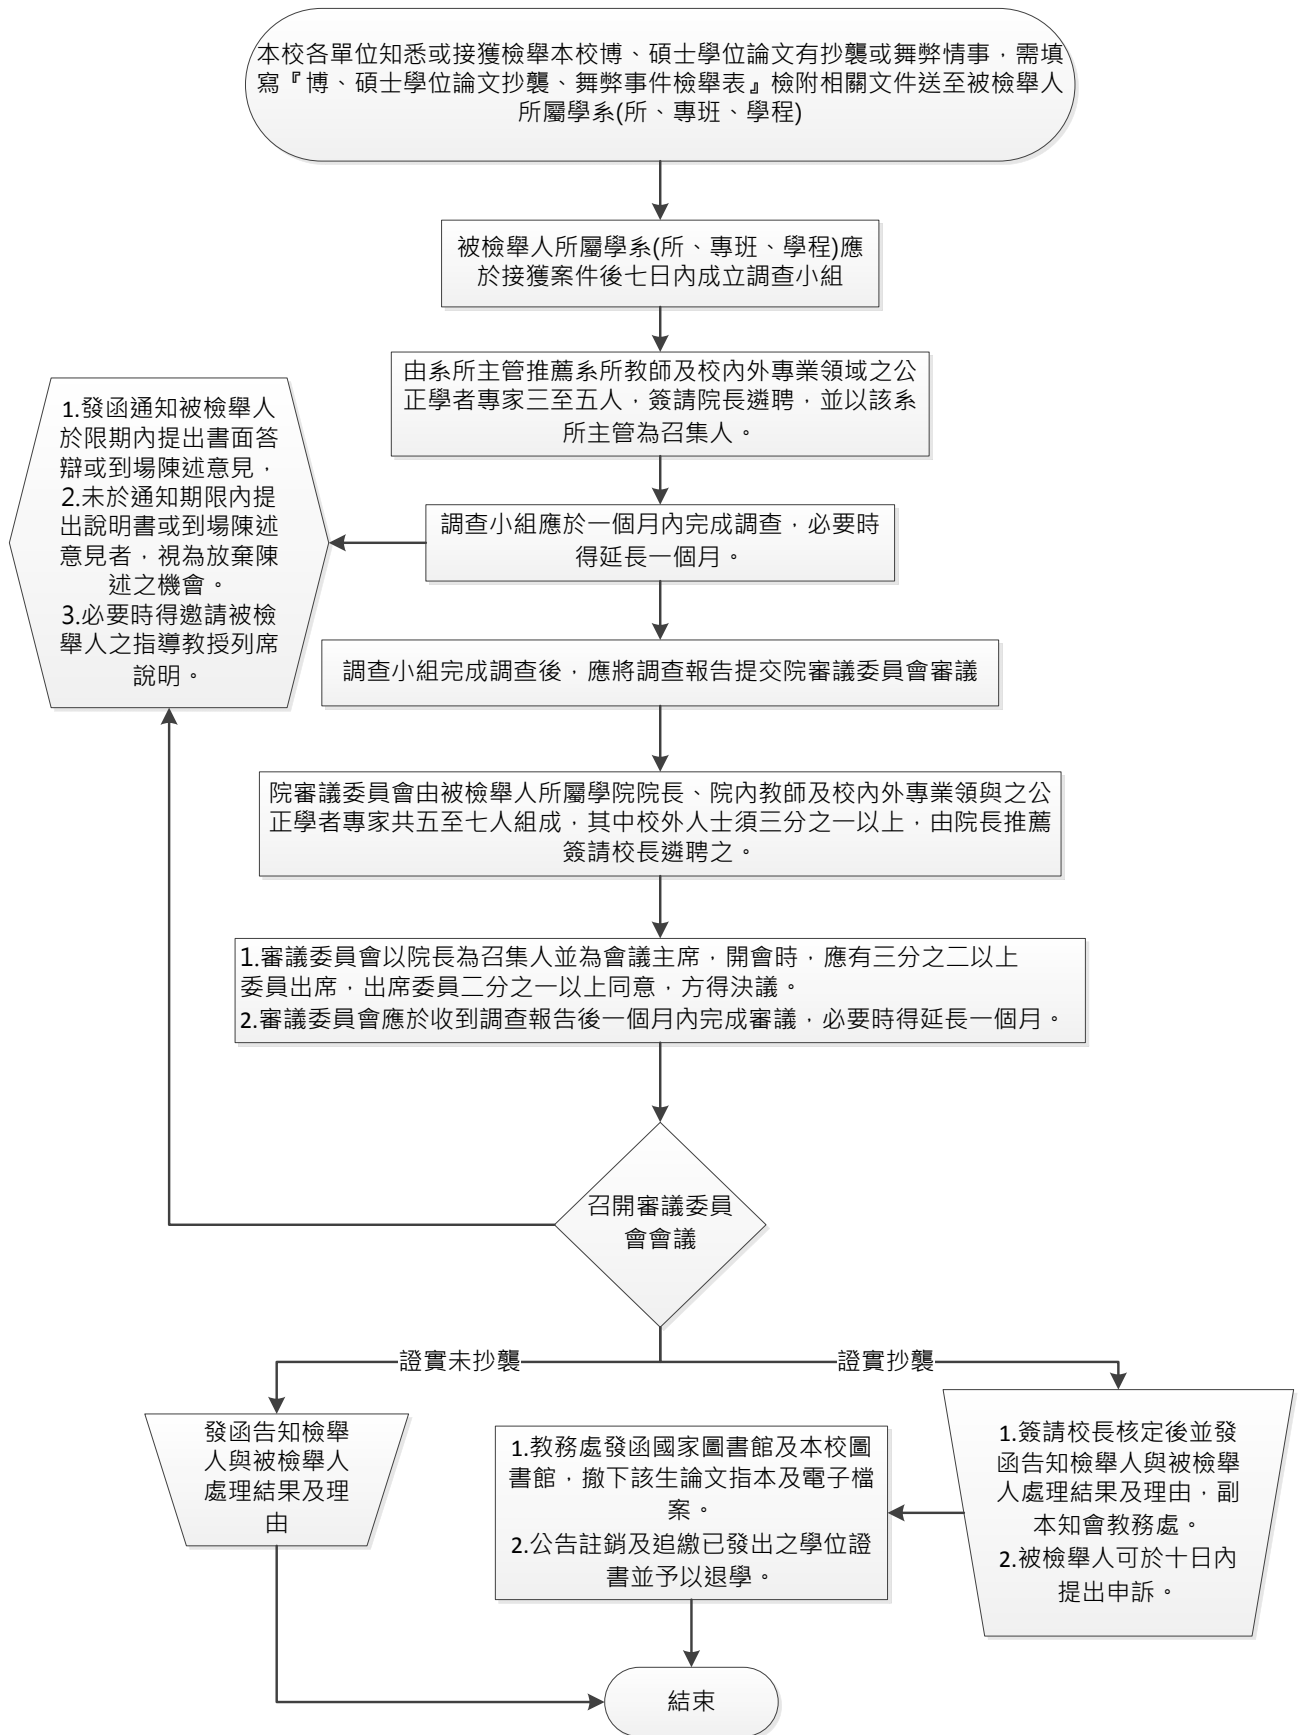 本校各單位知悉或接獲檢舉本校博、碩士學位論文有抄襲或舞弊情事，需填
寫『博、碩士學位論文抄襲、舞弊事件檢舉表』檢附相關文件送至被檢舉人
所屬學系(所、專班、學程)
被檢舉人所屬學系(所、專班、學程)應
於接獲案件後七日內成立調查小組
由系所主管推薦系所教師及校內外專業領域之公
正學者專家三至五人，簽請院長遴聘，並以該系
所主管為召集人。
1.發函通知被檢舉人
於限期內提出書面答
辯或到場陳述意見，
2.未於通知期限內提
出說明書或到場陳述
意見者，視為放棄陳
述之機會。
3.必要時得邀請被檢
舉人之指導教授列席
說明。
調查小組應於一個月內完成調查，必要時
得延長一個月。
調查小組完成調查後，應將調查報告提交院審議委員會審議
院審議委員會由被檢舉人所屬學院院長、院內教師及校內外專業領與之公
正學者專家共五至七人組成，其中校外人士須三分之一以上，由院長推薦
簽請校長遴聘之。
1.審議委員會以院長為召集人並為會議主席，開會時，應有三分之二以上
委員出席，出席委員二分之一以上同意，方得決議。
2.審議委員會應於收到調查報告後一個月內完成審議，必要時得延長一個月。
召開審議委員
會會議
證實未抄襲
證實抄襲
發函告知檢舉
人與被檢舉人
處理結果及理
由
1.教務處發函國家圖書館及本校圖
書館，撤下該生論文指本及電子檔
案。
2.公告註銷及追繳已發出之學位證
書並予以退學。
1.簽請校長核定後並發
函告知檢舉人與被檢舉
人處理結果及理由，副
本知會教務處。
2.被檢舉人可於十日內
提出申訴。
結束